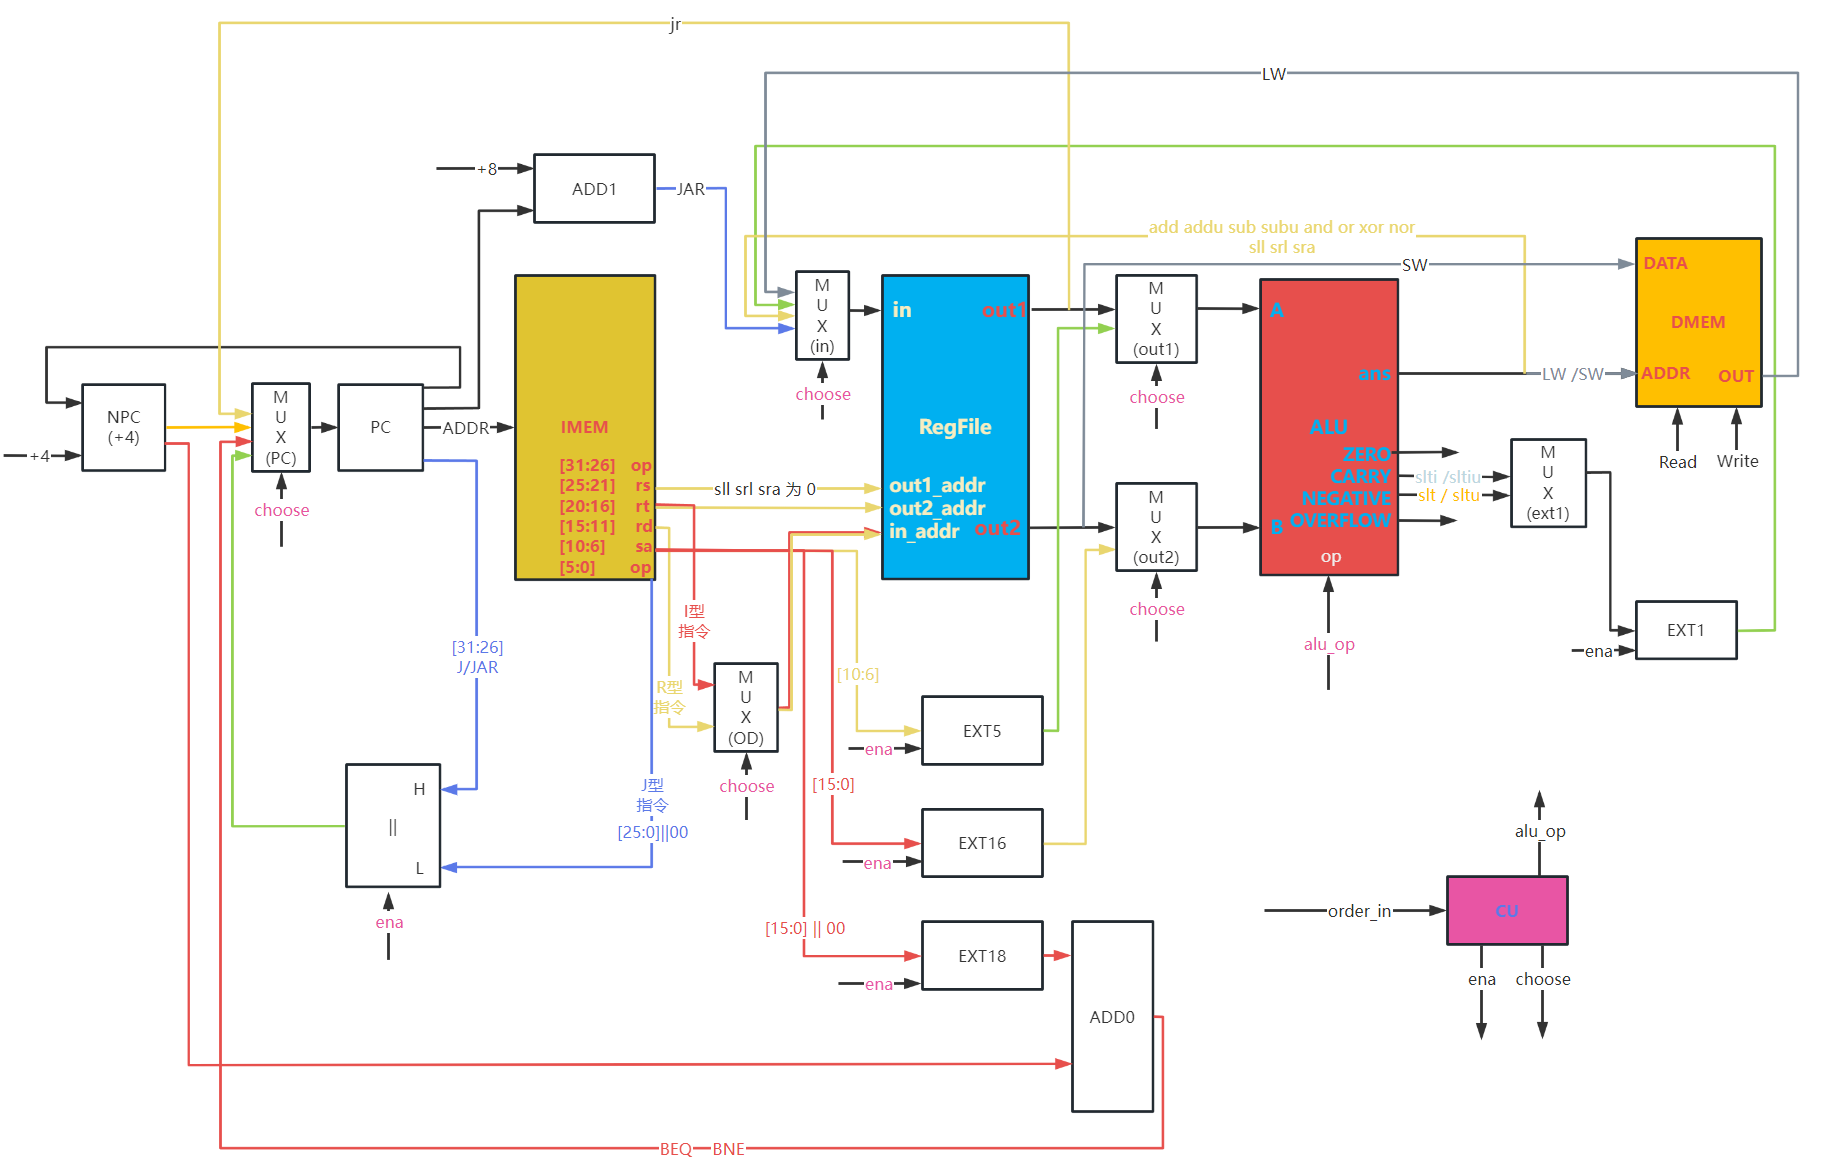 jr
LW
+8
ADD1
JAR
add addu sub subu and or xor nor
sll srl sra
SW
DATA
DMEM
ADDR
OUT
Read
Write
M
U
X
(in)
choose
in
out1
RegFile
out1_addr
out2_addr
in_addr
out2
M
U
X
(out1)
choose
M
U
X
(out2)
choose
A
ans
ALU
ZERO
CARRY
NEGATIVE
OVERFLOW
B
op
alu_op
LW /SW
slti /sltiu
slt / sltu
M
U
X
(ext1)
EXT1
ena
NPC
(+4)
+4
M
U
X
(PC)
choose
PC
ADDR
IMEM
[31:26] op
[25:21] rs
[20:16] rt
[15:11] rd
[10:6] sa
[5:0] op
sll srl sra 为 0
[31:26]
J/JAR
I型
指令
R型
指令
M
U
X
(OD)
choose
J型
指令
[25:0]||00
H
||
L
ena
[10:6]
EXT5
ena
[15:0]
EXT16
ena
[15:0] || 00
EXT18
ena
ADD0
BEQ
BNE
alu_op
order_in
CU
ena
choose